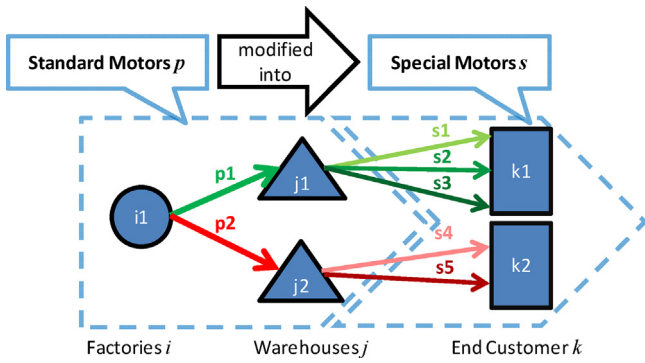 Standard Motors p
modified
into
Special Motors s
s1
s2
s3
j1
k1
p1
i1
p2
s4
s5
j2
k2
Factories i
Warehouses j
End Customer k